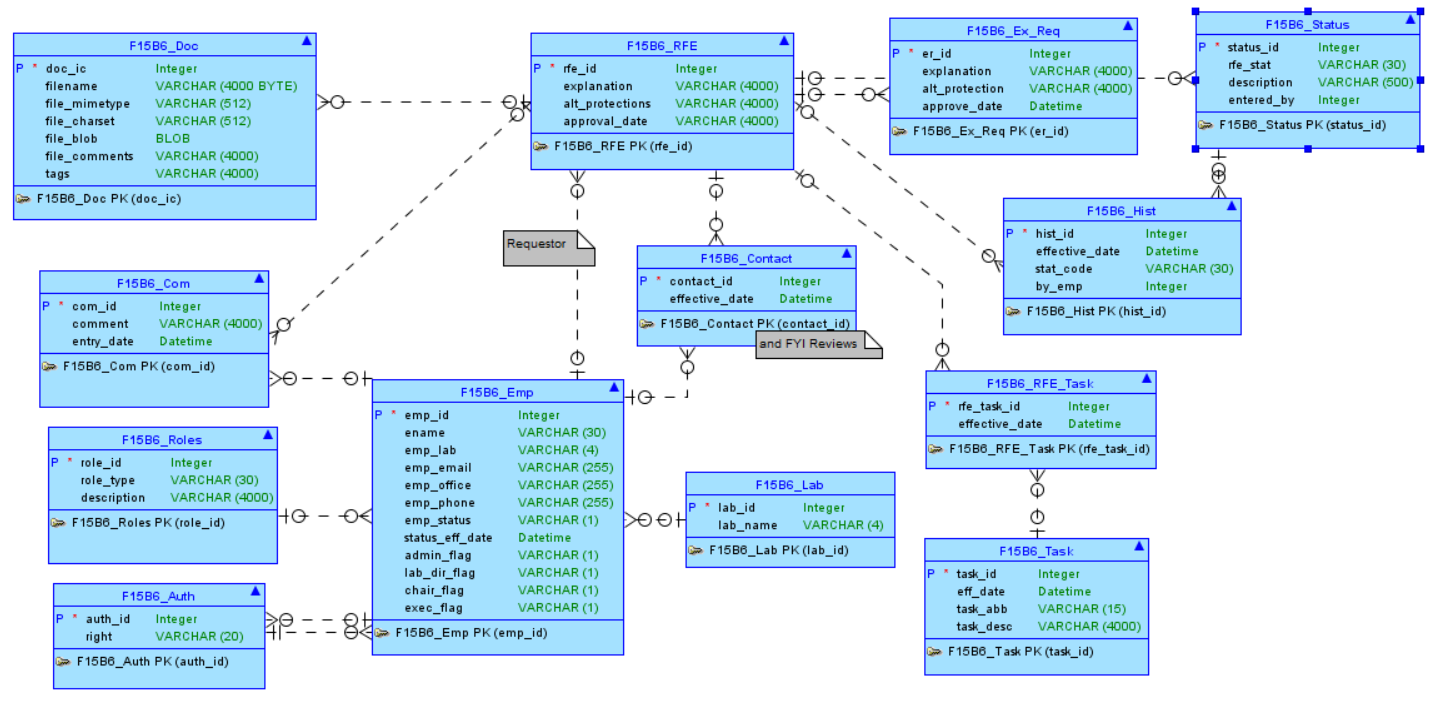 F15B6_Doc
P * doc_ic Integer
filename VARCHAR (4000 BYTE)
file_mimetype VARCHAR (512)
file_charset VARCHAR (512)
file_blob BLOB
file_comments VARCHAR (4000)
tags VARCHAR (4000)
F15B6_Doc PK (doc_ic)
F15B6_RFE
P * rfe_id Integer
explanation VARCHAR (4000)
alt_protections VARCHAR (4000)
approval_date VARCHAR (4000)
F15B6_RFE PK (rfe_id)
F15B6_Ex_Req
P * er_id Integer
explanation VARCHAR (4000)
alt_protection VARCHAR (4000)
approve_date Datetime
F15B6_Ex_Req PK (er_id)
F15B6_Status
P * status_id Integer
rfe_stat VARCHAR (30)
description VARCHAR (500)
entered_by Integer
F15B6_Status PK (status_id)
F15B6_Hist
P * hist_id Integer
effective_date Datetime
stat_code VARCHAR (30)
by_emp Integer
F15B6_Hist PK (hist_id)
Requestor
F15B6_Contact
P * contact_id Integer
effective_date Datetime
F15B6_Contact PK (contact_id)
and FYI Reviews
F15B6_Com
P * com_id Integer
comment VARCHAR (4000)
entry_date Datetime
F15B6_Com PK (com_id)
F15B6_Emp
P * emp_id Integer
ename VARCHAR (30)
emp_lab VARCHAR (4)
emp_email VARCHAR (255)
emp_office VARCHAR (255)
emp_phone VARCHAR (255)
emp_status VARCHAR (1)
status_eff_date Datetime
admin_flag VARCHAR (1)
lab_dir_flag VARCHAR (1)
chair_flag VARCHAR (1)
exec_flag VARCHAR (1)
F15B6_Emp PK (emp_id)
F15B6_RFE_Task
P * rfe_task_id Integer
effective_date Datetime
F15B6_RFE_Task PK (rfe_task_id)
F15B6_Roles
P * role_id Integer
role_type VARCHAR (30)
description VARCHAR (4000)
F15B6_Roles PK (role_id)
F15B6_Lab
P * lab_id Integer
lab_name VARCHAR (4)
F15B6_Lab PK (lab_id)
F15B6_Task
P * task_id Integer
eff_date Datetime
task_abb VARCHAR (15)
task_desc VARCHAR (4000)
F15B6_Task PK (task_id)
F15B6_Auth
P * auth_id Integer
right VARCHAR (20)
F15B6_Auth PK (auth_id)